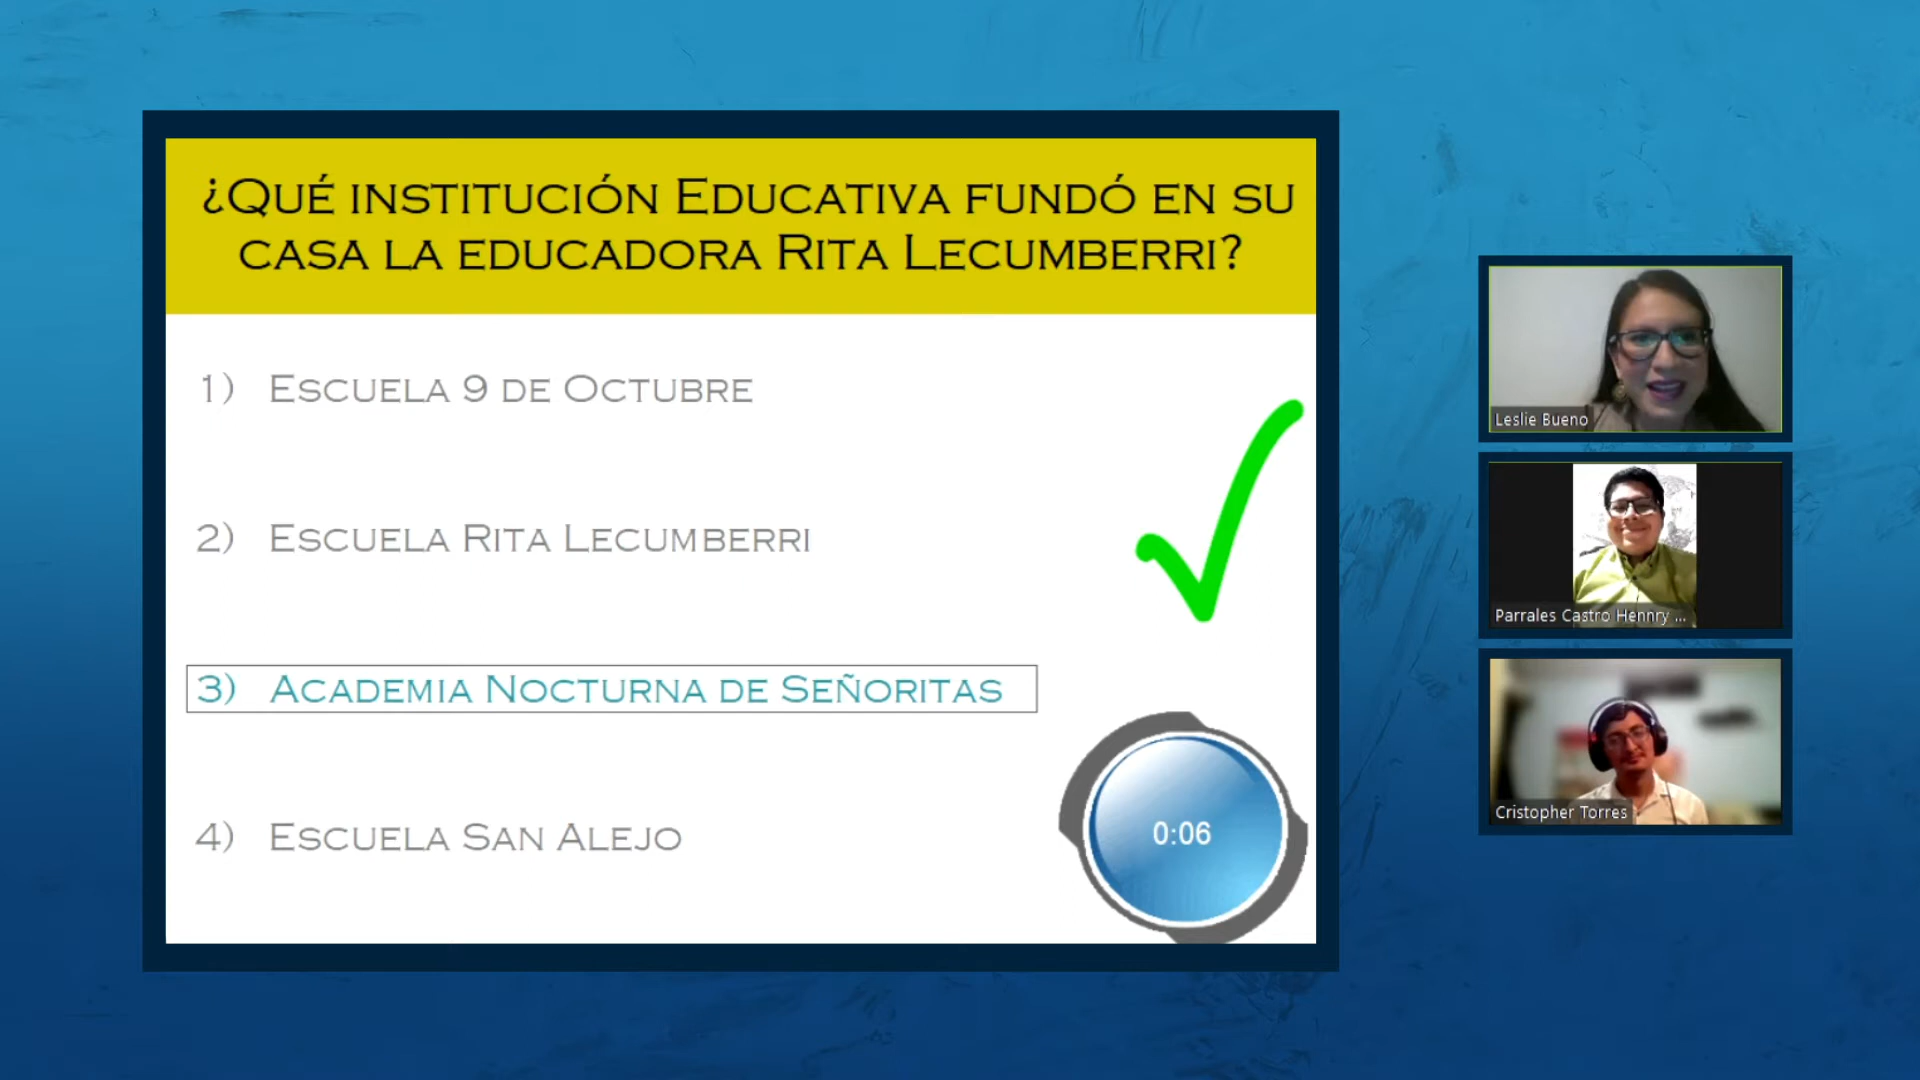 ¿Qué institución Educativa fundó en su
casa la educadora Rita Lecumberri?
1) Escuela 9 de Octubre
2) Escuela Rita Lecumberri
3) Academia Nocturna de Señoritas
4) Escuela San Alejo
0:06
Leslie Bueno
Parrales Castro Hennry ...
Cristopher Torres